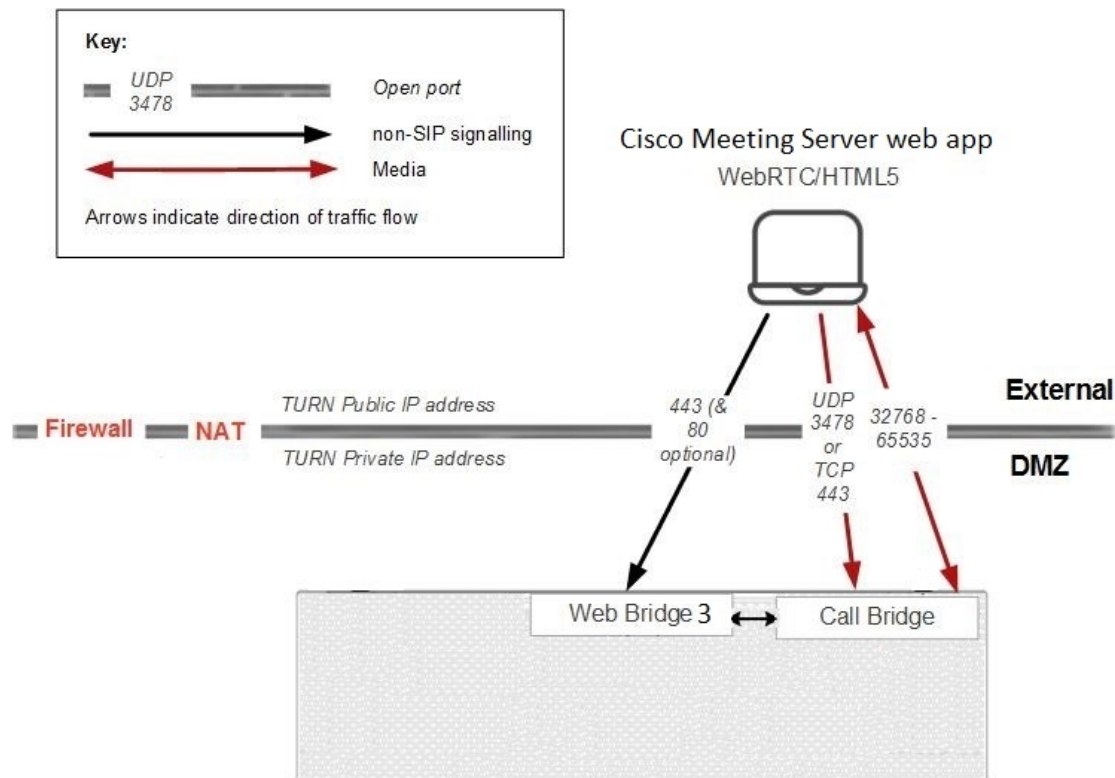 Key:
UDP
3478
Open port
non-SIP signalling
Media
Arrows indicate direction of traffic flow
Cisco Meeting Server web app
WebRTC/HTML5
External
Firewall
NAT
TURN Public IP address
TURN Private IP address
443 (&
80
optional)
UDP
3478
or
TCP
443
32768 -
65535
DMZ
Web Bridge 3
Call Bridge